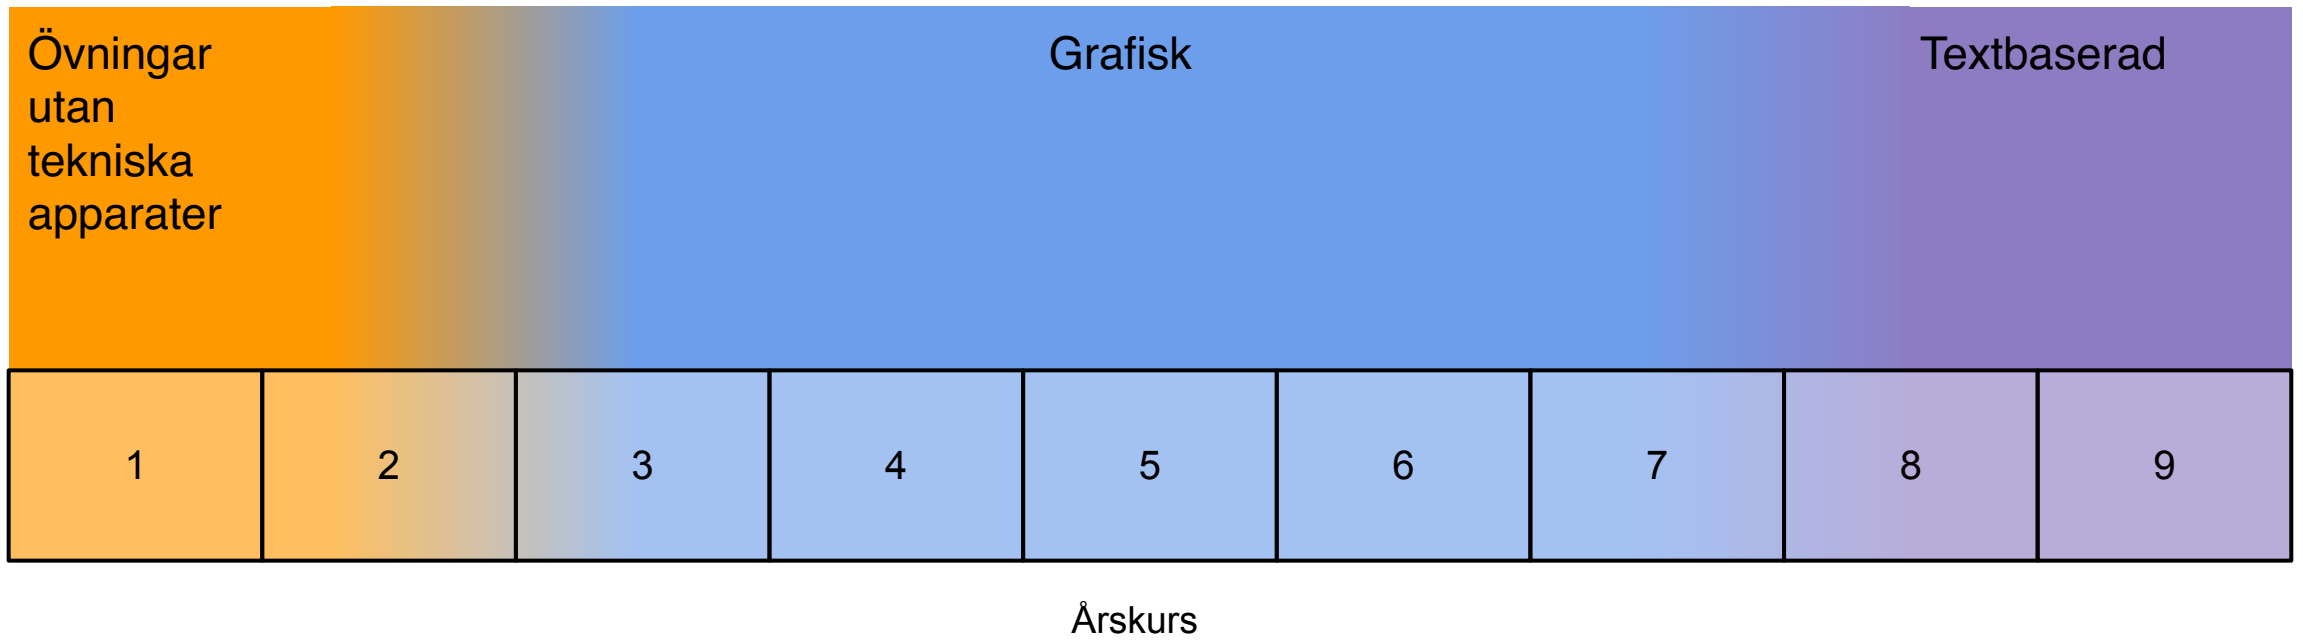 Övningar
utan
tekniska
apparater
Grafisk
Textbaserad
1 2 3 4 5 6 7 8 9
Årskurs